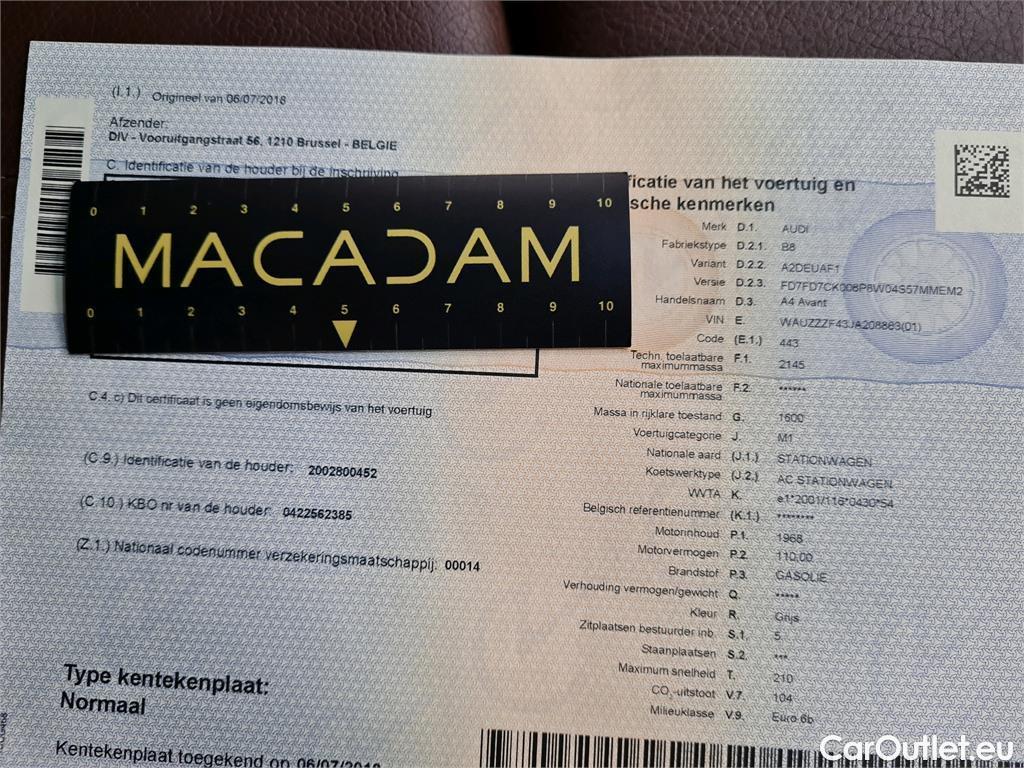 (I.1.) Origineel van 06/07/2018
Afzender:
DIV - Vooruitgangstraat 56, 1210 Brussel - BELGIE
C. Identificatie van de houder bij de inschrijving
0 1 2 3 4 5 6 7 8 9 10
MACADAM
0 1 2 3 4 5 6 7 8 9 10
C.4. c) Dit certificaat is geen eigendomsbewijs van het voertuig
(C.9.) Identificatie van de houder: 2002800452
(C.10.) KBO nr van de houder: 0422562385
(Z.1.) Nationaal codenummer verzekeringsmaatschappij: 00014
Type kentekenplaat:
Normaal
Kentekenplaat toegekend op 06/07/2018
ficatie van het voertuig en
sche kenmerken
Merk D.1. AUDI
Fabriekstype D.2.1. B8
Variant D.2.2. A2DEUAF1
Versie D.2.3. FD7FD7CK008P8W04S57MMEM2
Handelsnaam D.3. A4 Avant
VIN E. WAUZZZF43JA208883(01)
Code (E.1.) 443
Techn. toelaatbare
maximummassa F.1. 2145
Nationale toelaatbare
maximummassa F.2. ******
Massa in rijklare toestand G. 1600
Voertuigcategorie J. M1
Nationale aard (J.1.) STATIONWAGEN
Koetswerktype (J.2.) AC STATIONWAGEN
WVTA K. e1*2001/116*0430*54
Belgisch referentienummer (K.1.) ********
Motorinhoud P.1. 1968
Motorvermogen P.2. 110,00
Brandstof P.3. GASOLIE
Verhouding vermogen/gewicht Q. *****
Kleur R. Grijs
Zitplaatsen bestuurder inb. S.1. 5
Staanplaatsen S.2. ***
Maximum snelheid T. 210
CO₂-uitstoot V.7. 104
Milieuklasse V.9. Euro 6b
CarOutlet.eu